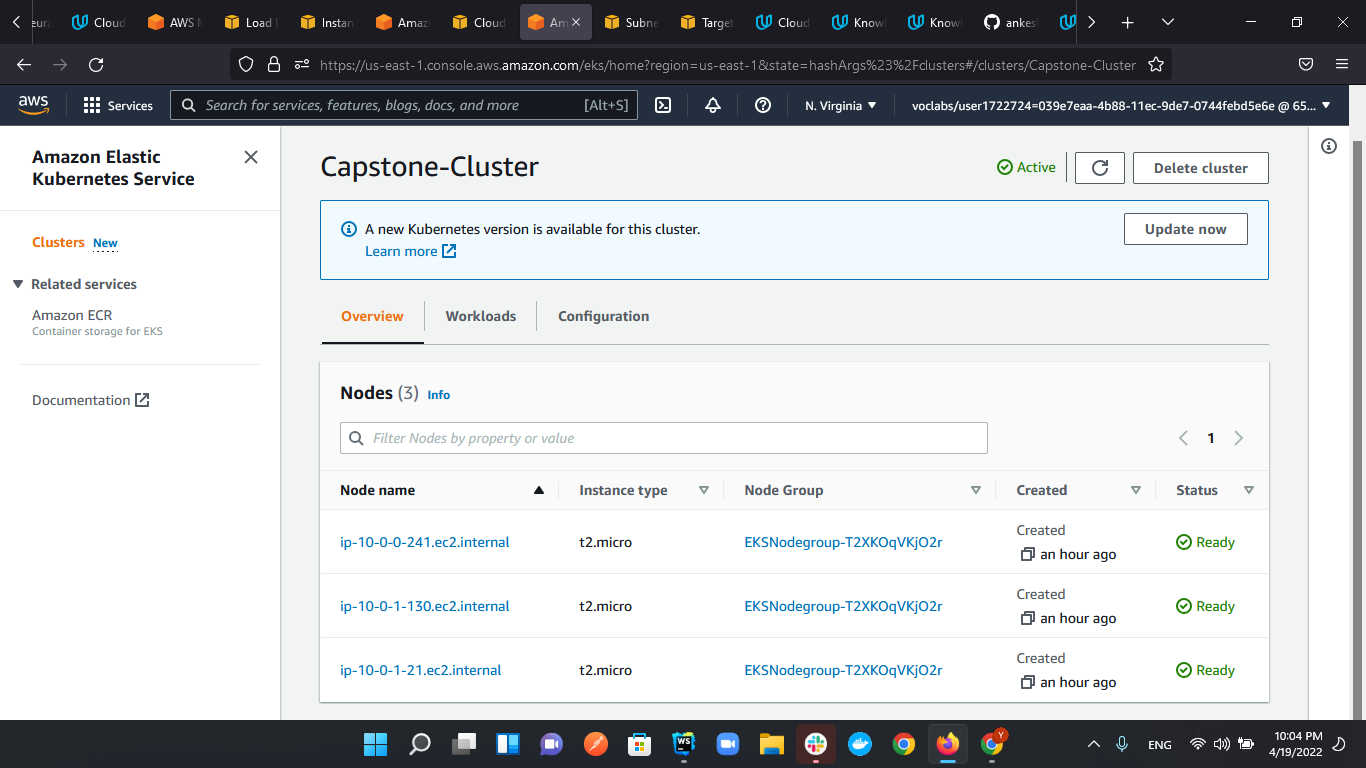 Cloud
AWS
Load
Instan
Amazo
Cloud
Am
Subne
Target
Cloud
Know
Know
ankes
https://us-east-1.console.aws.amazon.com/eks/home?region=us-east-1&state=hashArgs%23%2Fclusters#/clusters/Capstone-Cluster
aws
Services
Search for services, features, blogs, docs, and more
[Alt+S]
N. Virginia
voclabs/user1722724=039e7eaa-4b88-11ec-9de7-0744febd5e6e @ 65...
Amazon Elastic
Kubernetes Service
Clusters New
Related services
Amazon ECR
Container storage for EKS
Documentation
Capstone-Cluster
Active
Delete cluster
A new Kubernetes version is available for this cluster.
Learn more
Update now
Overview
Workloads
Configuration
Nodes (3) Info
Filter Nodes by property or value
1
Node name
Instance type
Node Group
Created
Status
ip-10-0-0-241.ec2.internal
t2.micro
EKSNodegroup-T2XKOqVKjO2r
Created
an hour ago
Ready
ip-10-0-1-130.ec2.internal
t2.micro
EKSNodegroup-T2XKOqVKjO2r
Created
an hour ago
Ready
ip-10-0-1-21.ec2.internal
t2.micro
EKSNodegroup-T2XKOqVKjO2r
Created
an hour ago
Ready
WS
Y
ENG
10:04 PM
4/19/2022